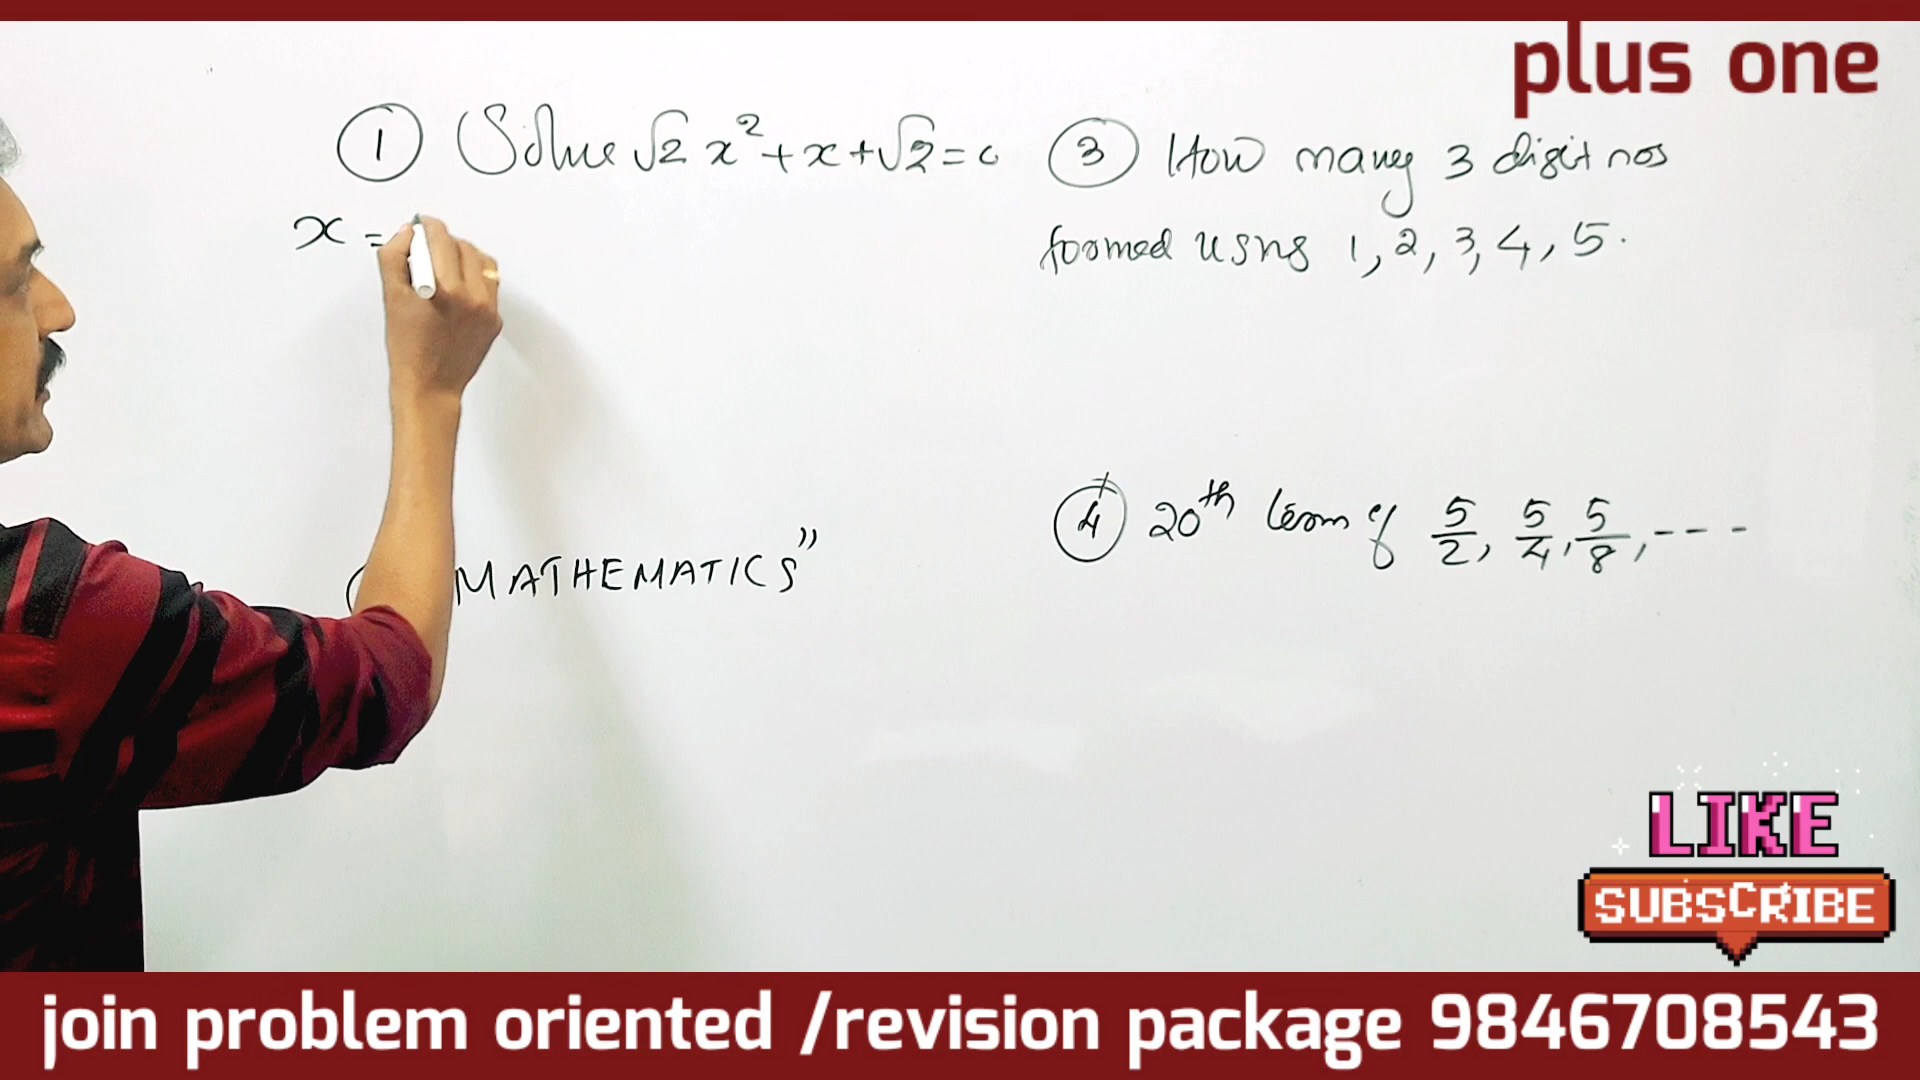 plus one
① Solve √2 x² + x + √2 = 0
x =
"MATHEMATICS"
③ How many 3 digit nos
formed usng 1, 2, 3, 4, 5.
④ 20th term of 5/2, 5/4, 5/8, ----
LIKE
SUBSCRIBE
join problem oriented /revision package 9846708543